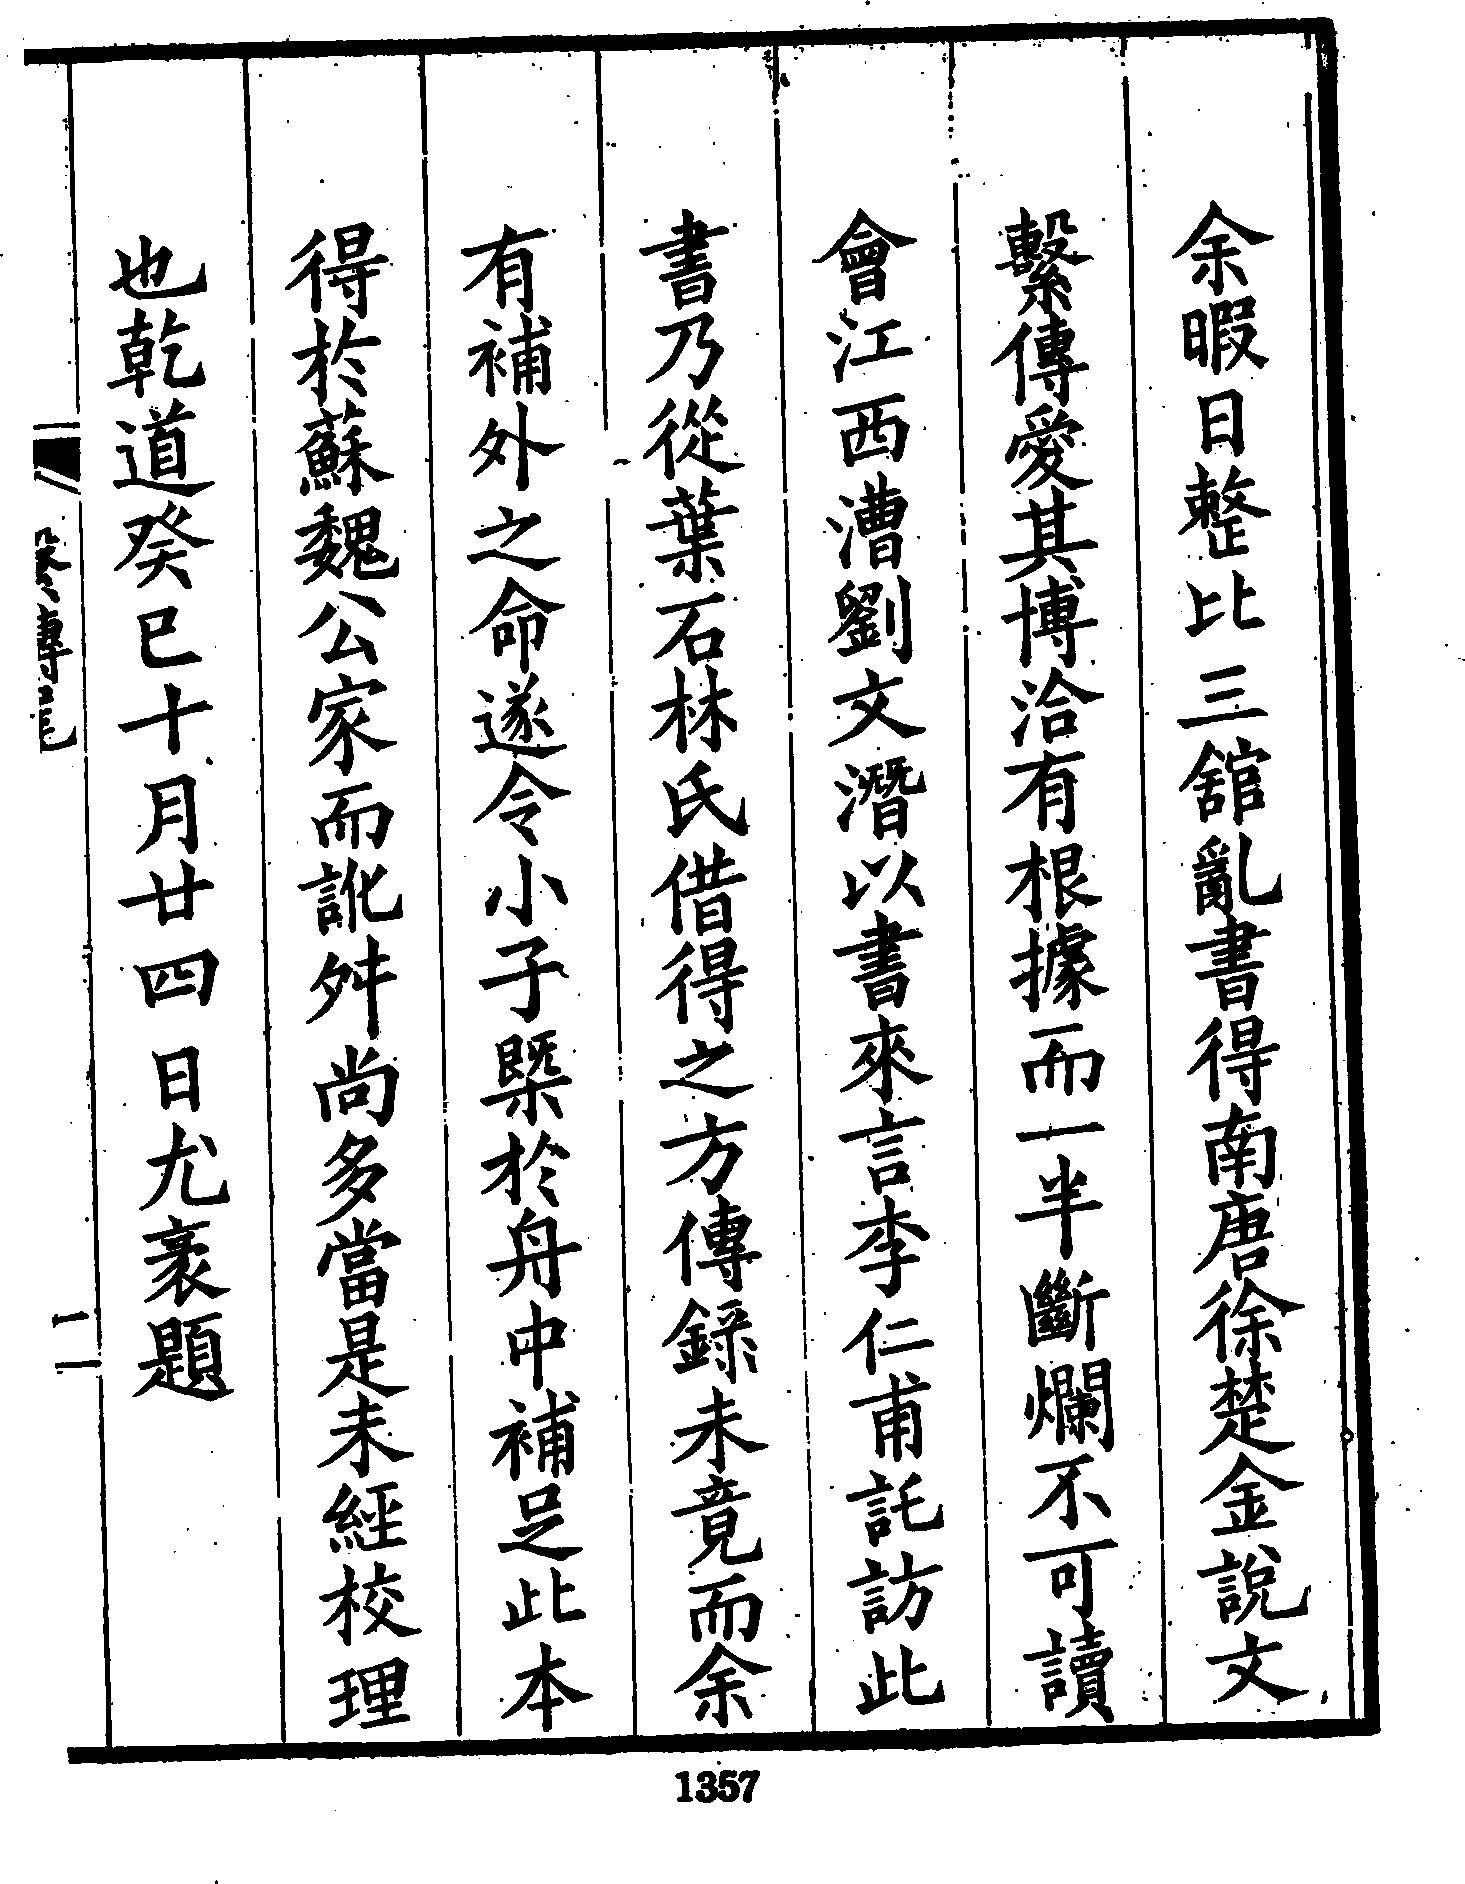 余暇日整比三舘亂書得南唐徐楚金說文
繫傳愛其博洽有根據而一半斷爛不可讀
會江西漕劉文潛以書來言李仁甫託訪此
書乃從葉石林氏借得之方傳錄未竟而余
有補外之命遂令小子槩於舟中補足此本
得於蘇魏公家而訛舛尚多當是未經校理
也乾道癸巳十月廿四日尤袤題
繫傳尾
二
1357